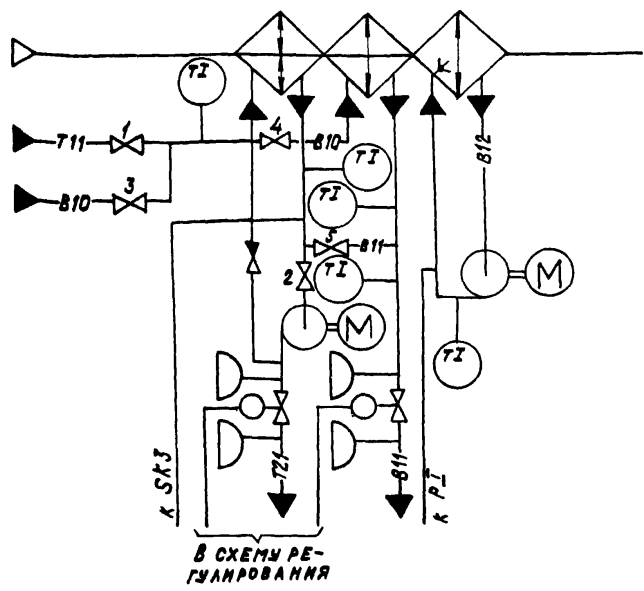 TI
T11
1
4
B10
B12
K
TI
B10
3
TI
5
B11
2
TI
M
M
TI
T21
B11
К SK3
К Р_I
В СХЕМУ РЕ-
ГУЛИРОВАНИЯ